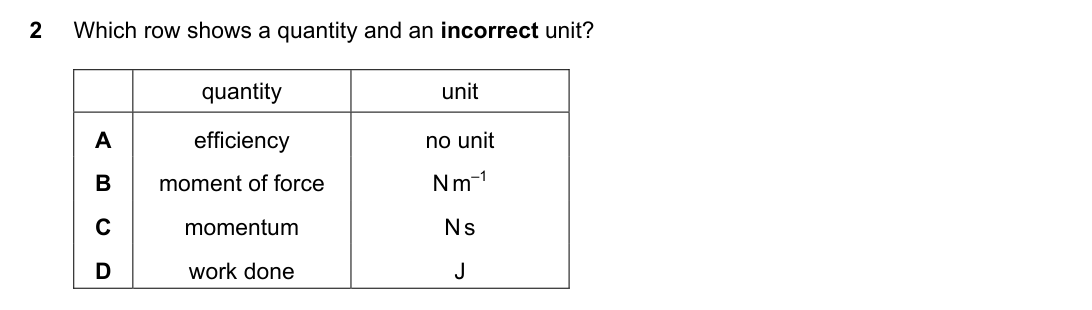 2 Which row shows a quantity and an incorrect unit?
quantity unit
A efficiency no unit
B moment of force N m⁻¹
C momentum N s
D work done J